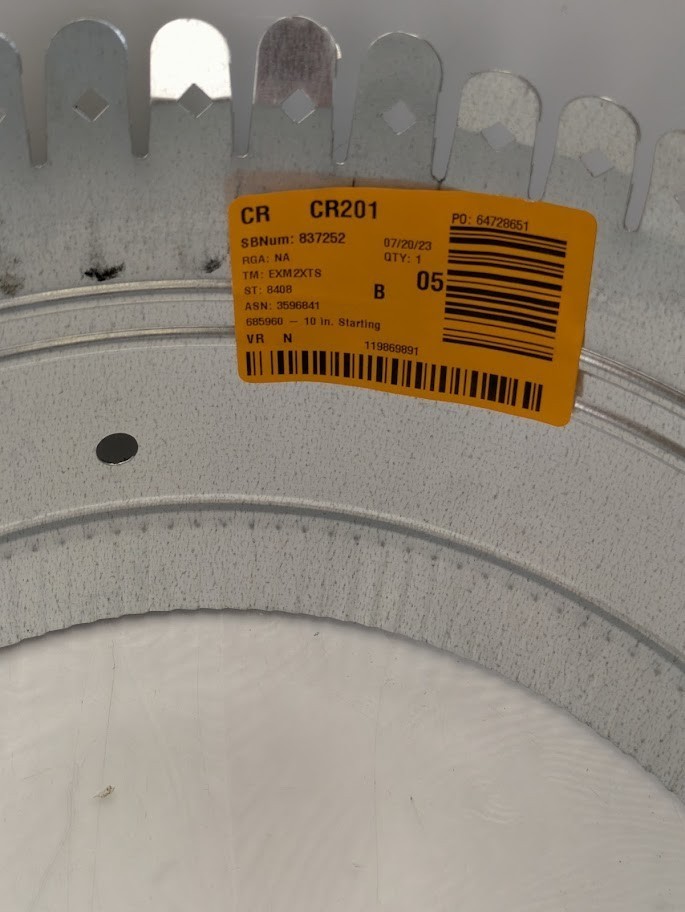 CR CR201
PO: 64728651
SBNum: 837252 07/20/23
RGA: NA QTY: 1
TM: EXM2XTS
ST: 8408 B 05
ASN: 3596841
685960 – 10 in. Starting
VR N 119869891